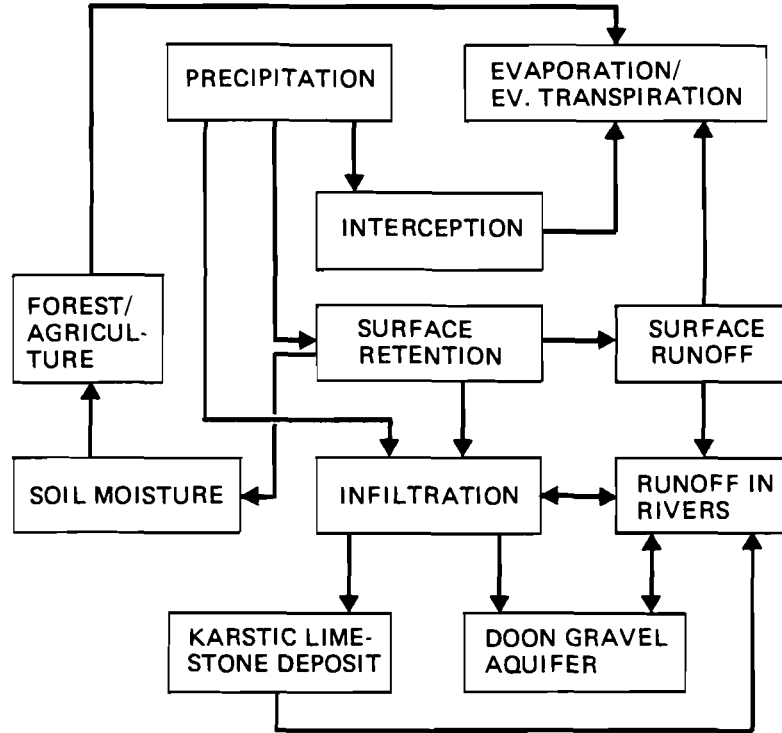 PRECIPITATION
EVAPORATION/
EV. TRANSPIRATION
INTERCEPTION
FOREST/
AGRICUL-
TURE
SURFACE
RETENTION
SURFACE
RUNOFF
SOIL MOISTURE
INFILTRATION
RUNOFF IN
RIVERS
KARSTIC LIME-
STONE DEPOSIT
DOON GRAVEL
AQUIFER